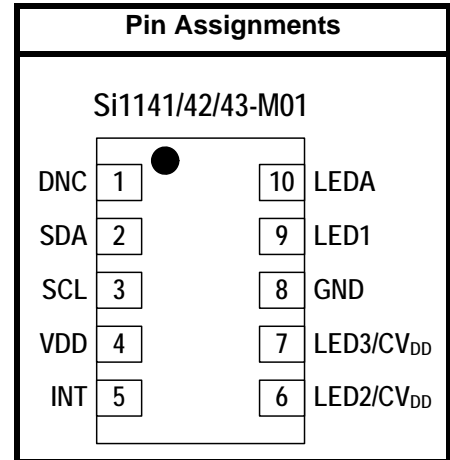 Pin Assignments
Si1141/42/43-M01
DNC 1 10 LEDA
SDA 2 9 LED1
SCL 3 8 GND
VDD 4 7 LED3/CVDD
INT 5 6 LED2/CVDD